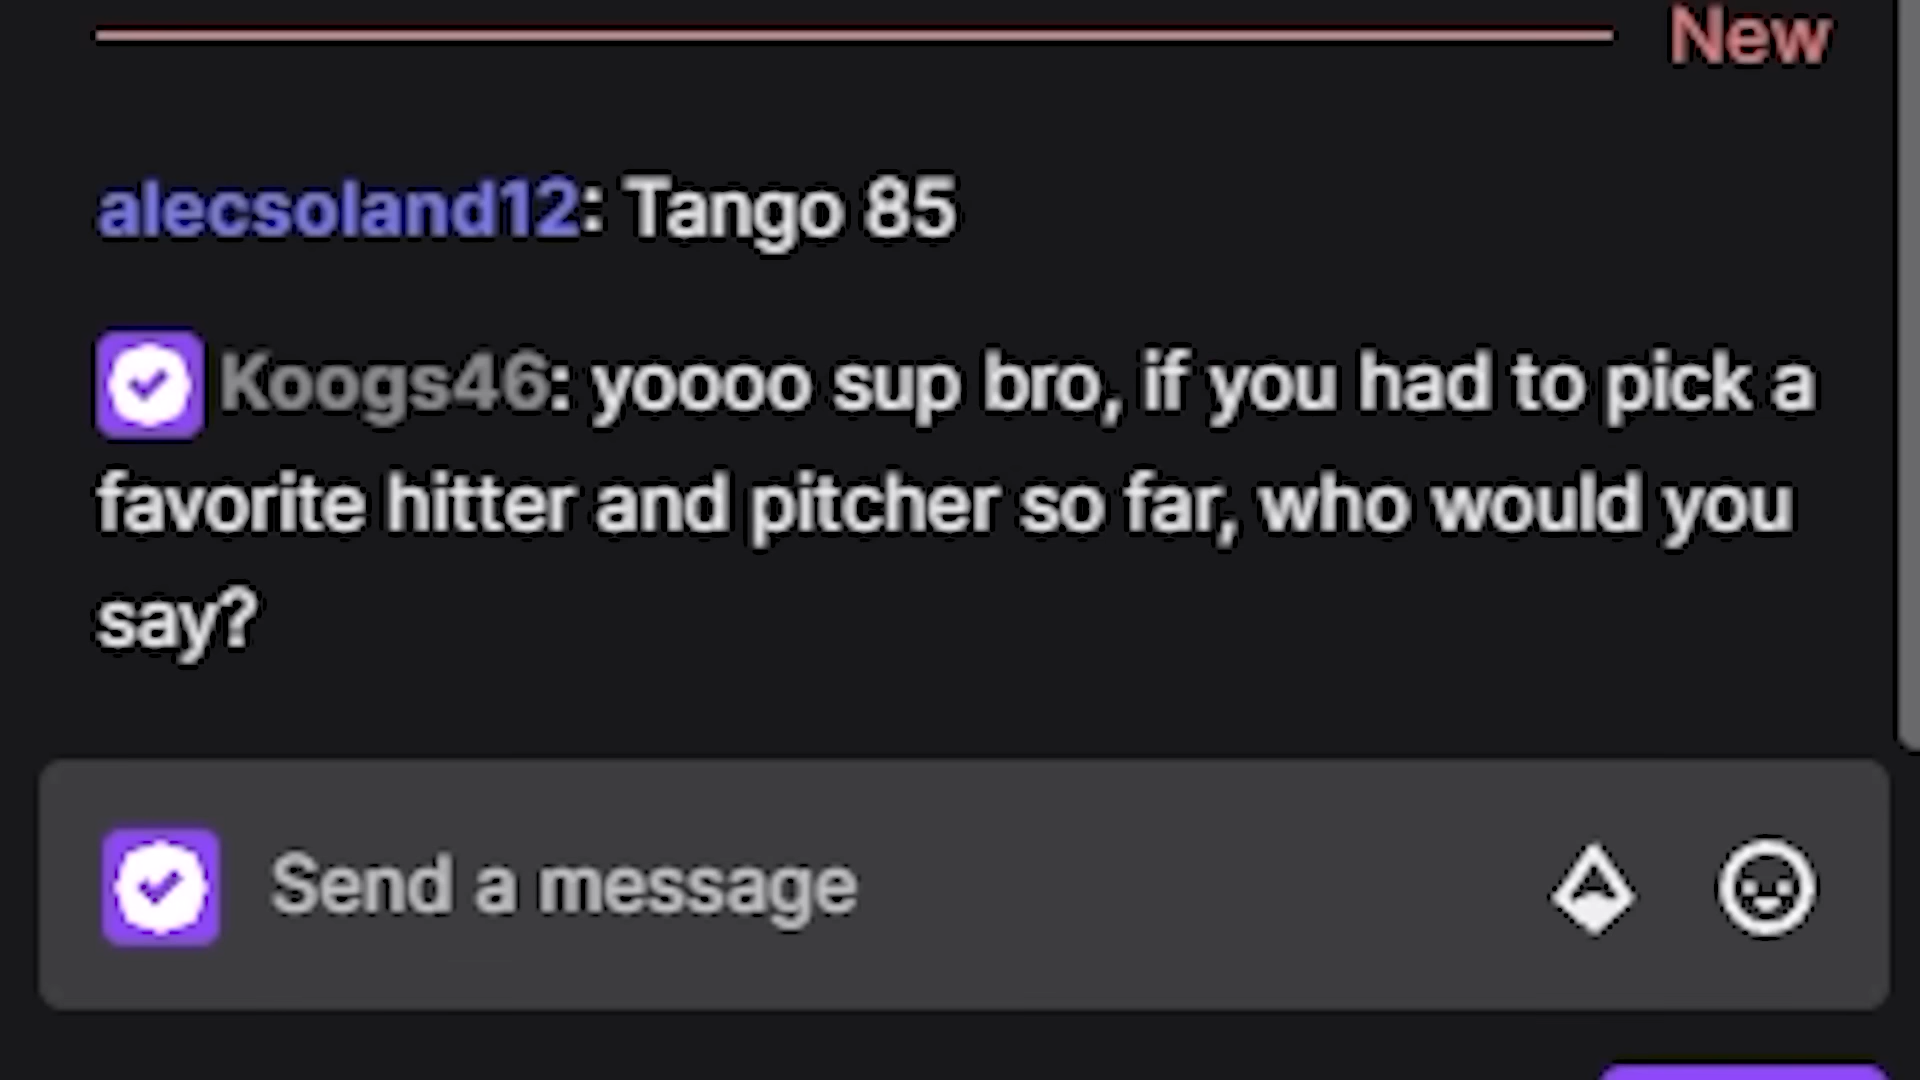 New
alecsoland12: Tango 85
Koogs46: yoooo sup bro, if you had to pick a
favorite hitter and pitcher so far, who would you
say?
Send a message